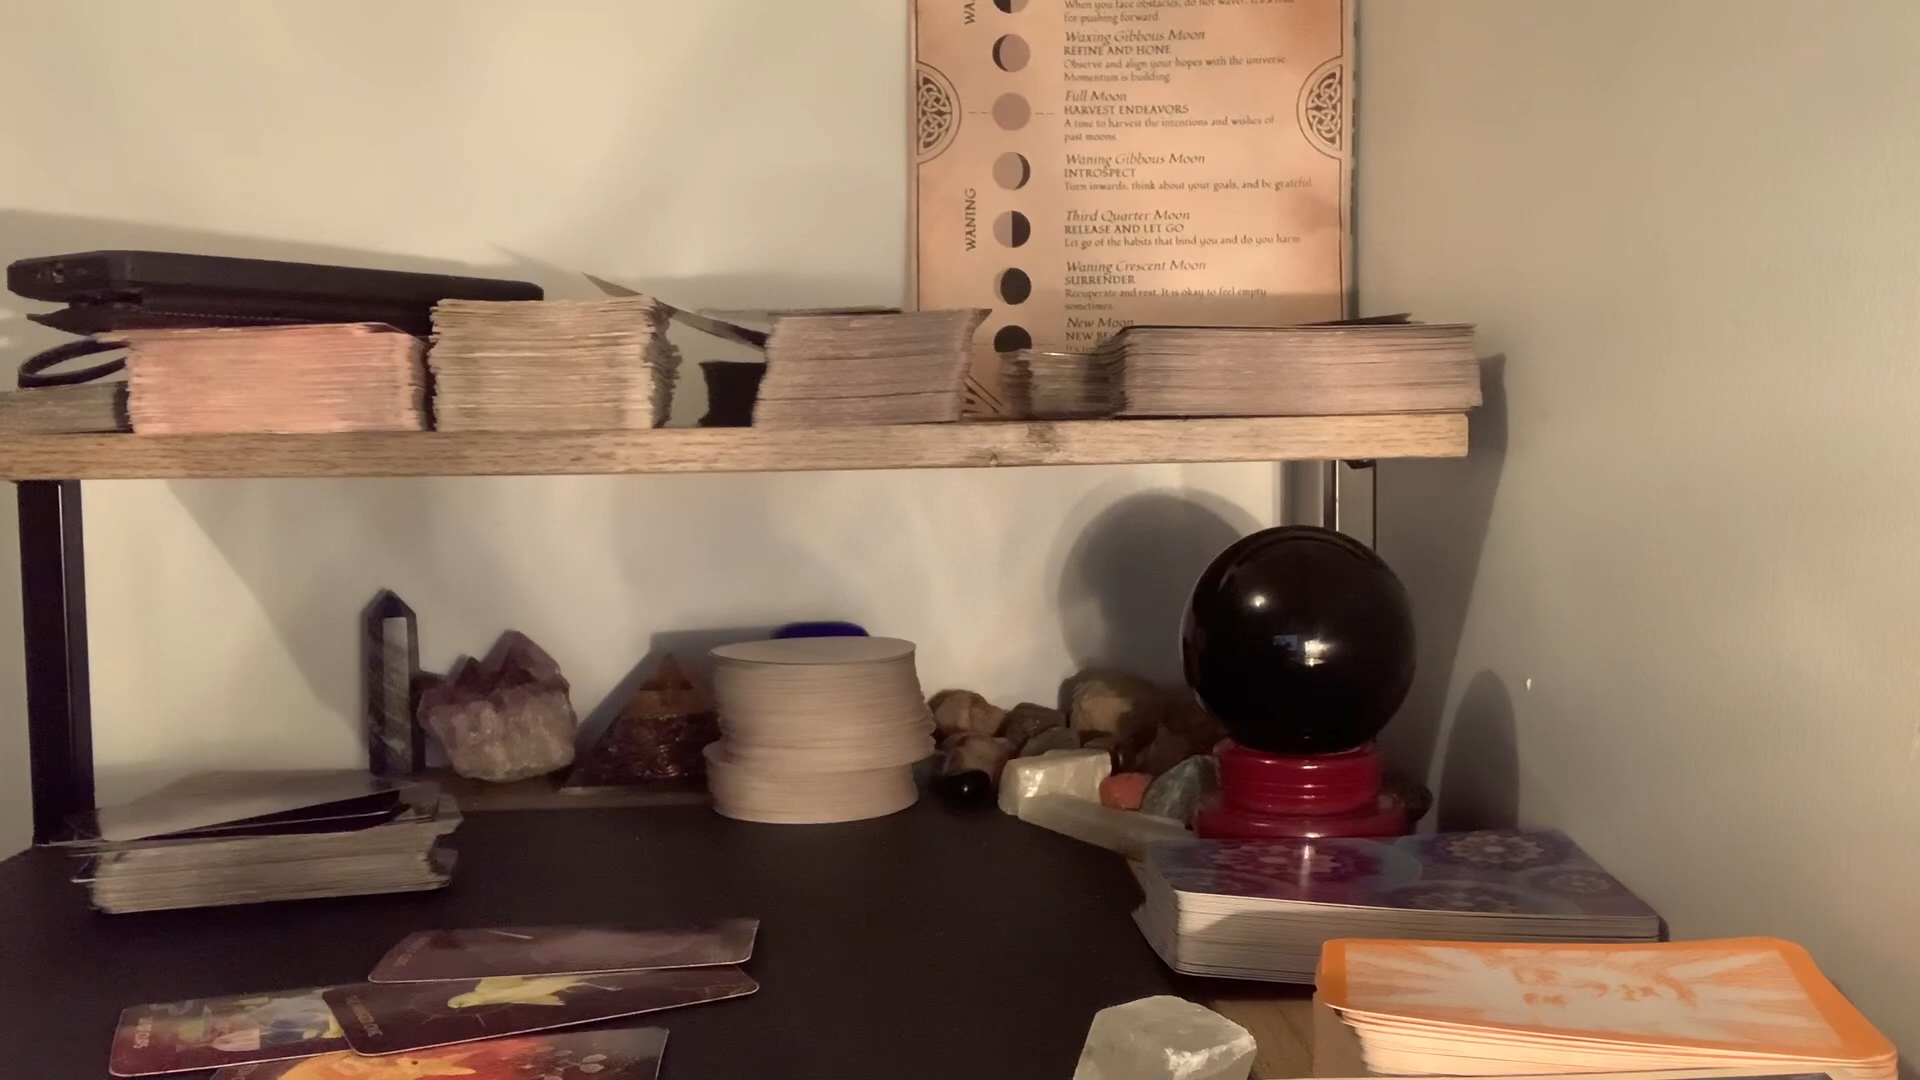 When you face obstacles, do not waver. It's a time
for pushing forward.
Waxing Gibbous Moon
REFINE AND HONE
Observe and align your hopes with the universe.
Momentum is building.
Full Moon
HARVEST ENDEAVORS
A time to harvest the intentions and wishes of
past moons.
WANING
Waning Gibbous Moon
INTROSPECT
Turn inwards, think about your goals, and be grateful.
Third Quarter Moon
RELEASE AND LET GO
Let go of the habits that bind you and do you harm
Waning Crescent Moon
SURRENDER
Recuperate and rest. It is okay to feel empty
sometimes.
New Moon
NEW